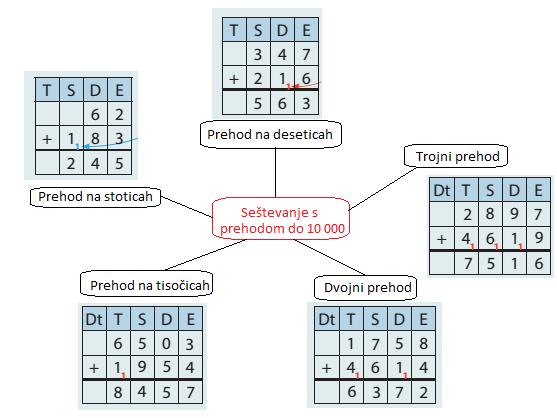 T S D E
3 4 7
+ 2 1 1 6
5 6 3
Prehod na deseticah
T S D E
6 2
+ 1 1 8 3
2 4 5
Prehod na stoticah
Trojni prehod
Dt T S D E
2 8 9 7
+ 4 1 6 1 1 1 9
7 5 1 6
Seštevanje s
prehodom do 10 000
Prehod na tisočicah
Dt T S D E
6 5 0 3
+ 1 1 9 5 4
8 4 5 7
Dvojni prehod
Dt T S D E
1 7 5 8
+ 4 1 6 1 1 4
6 3 7 2